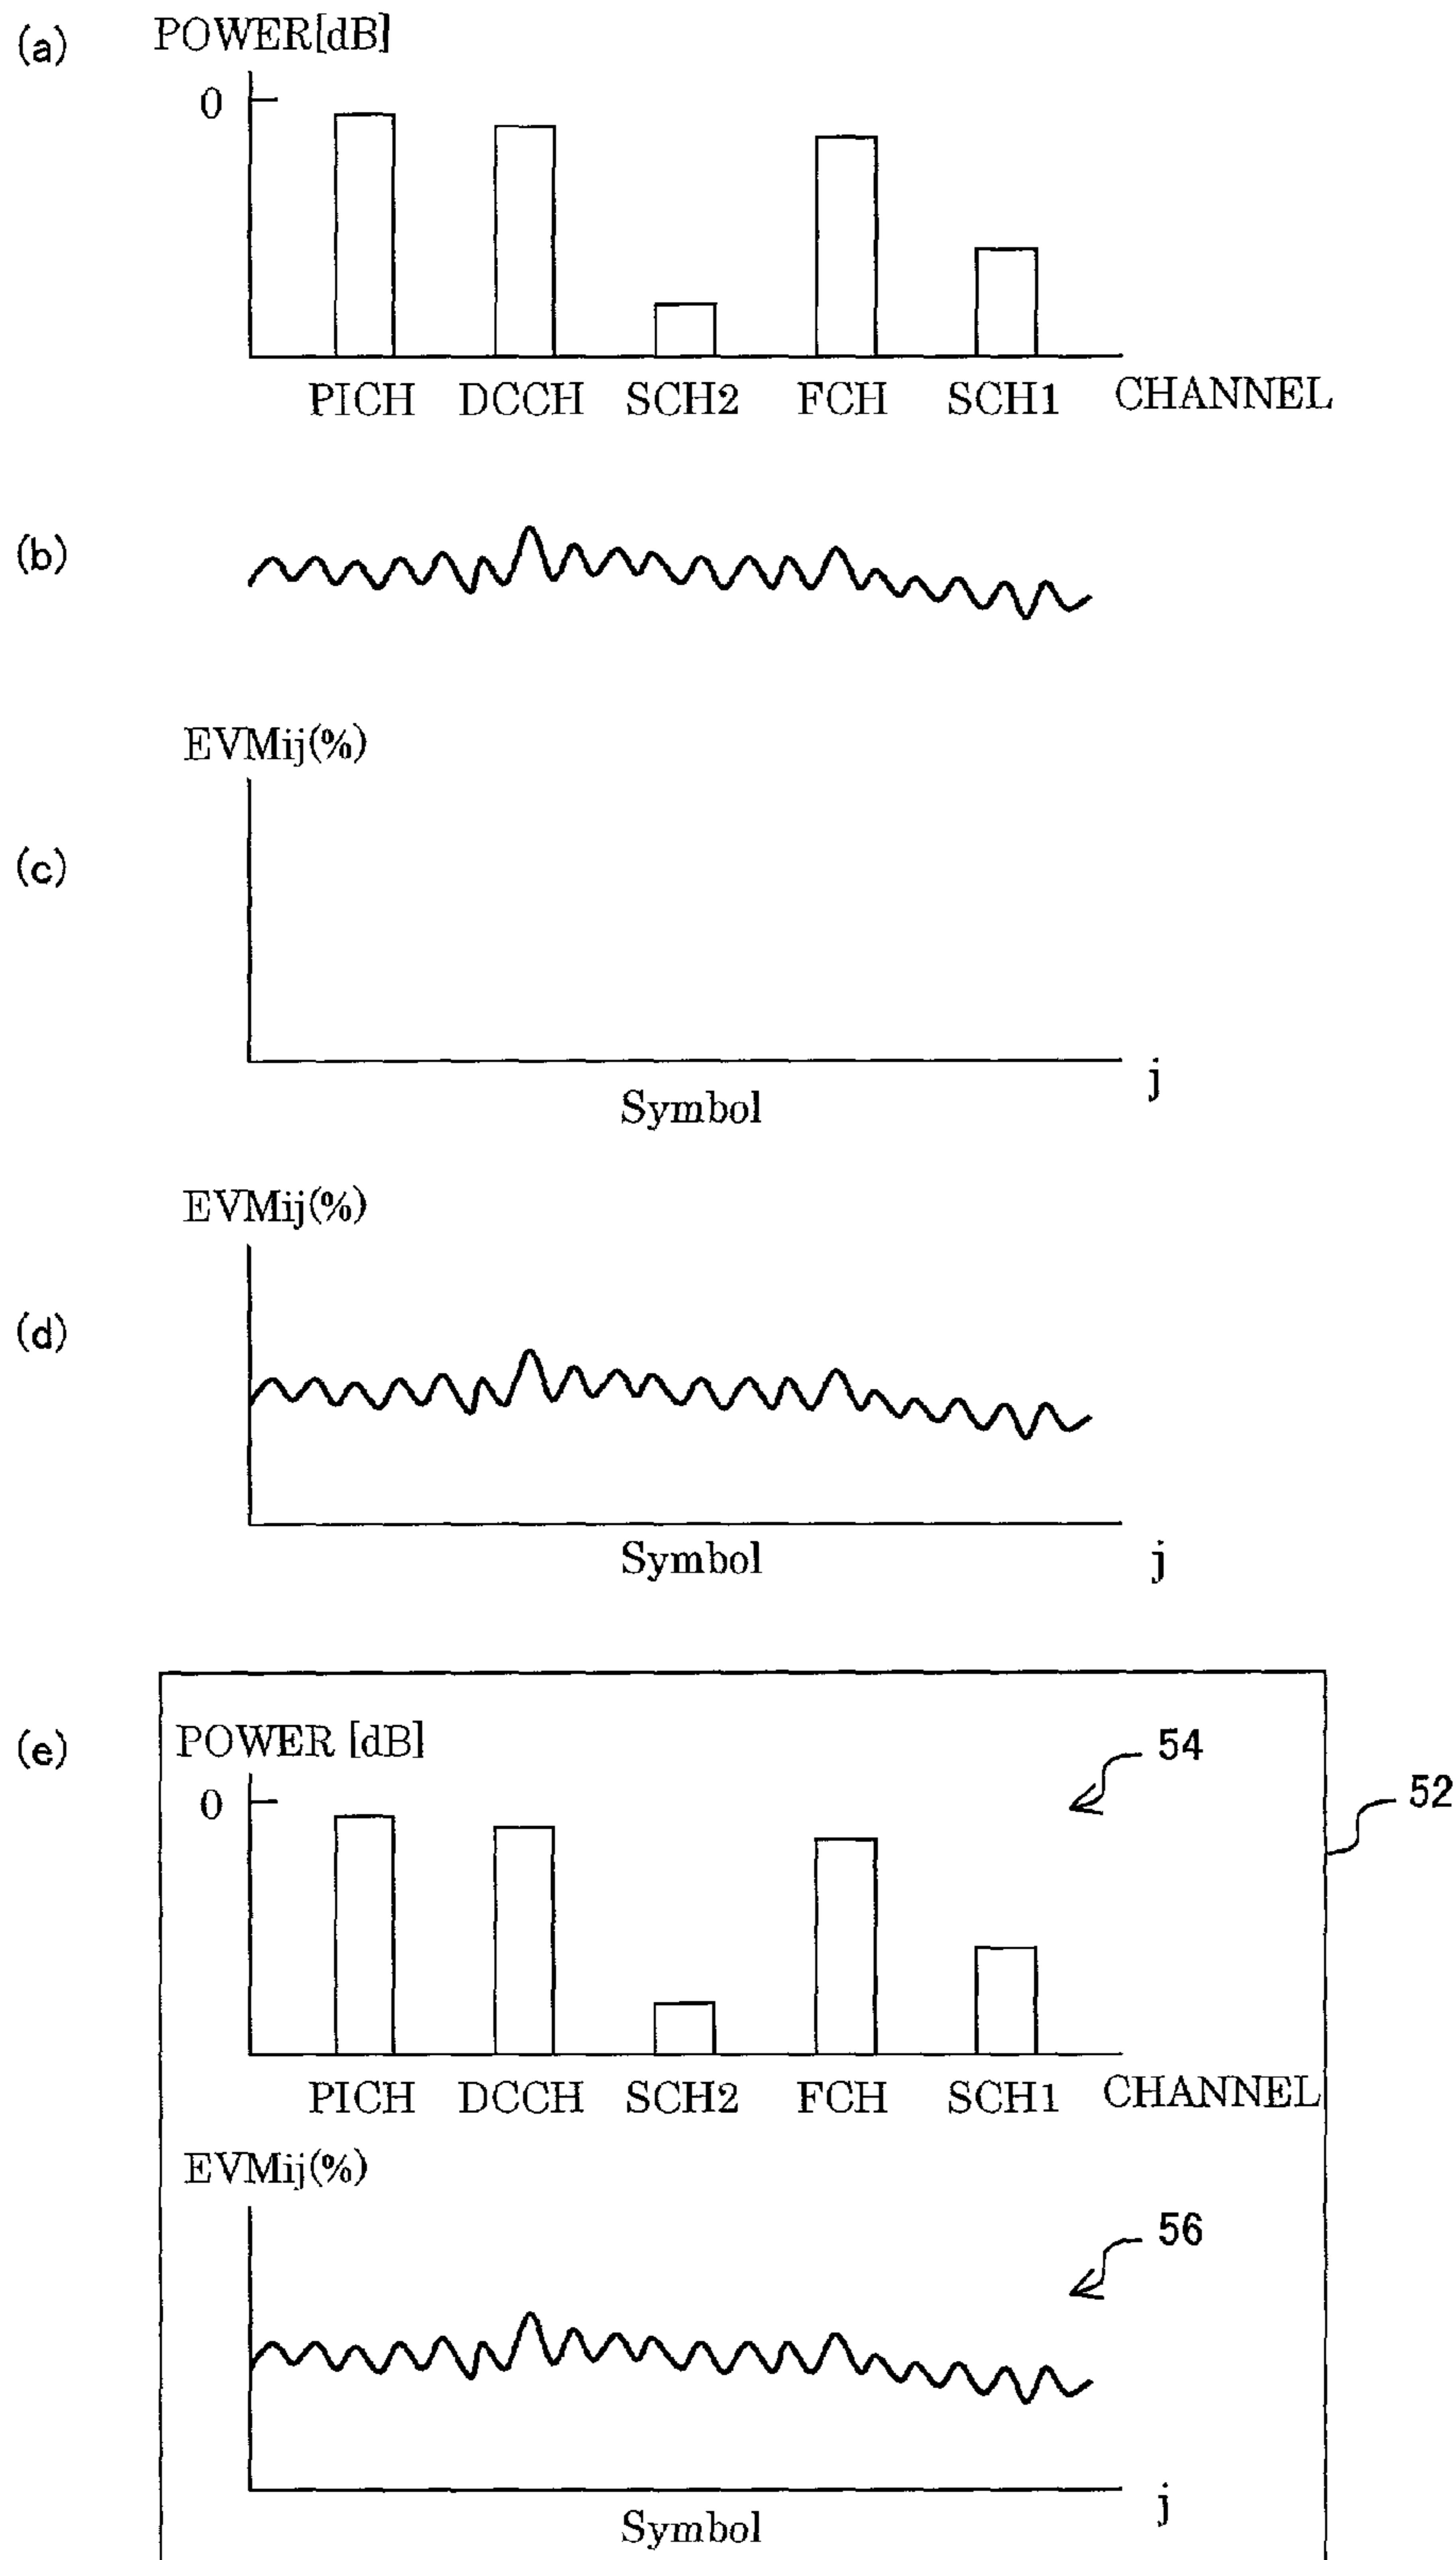 (a)
POWER[dB]
0
PICH DCCH SCH2 FCH SCH1 CHANNEL
(b)
EVMij(%)
(c)
j
Symbol
EVMij(%)
(d)
Symbol j
(e)
POWER [dB]
54
52
0
PICH DCCH SCH2 FCH SCH1 CHANNEL
EVMij(%)
56
j
Symbol